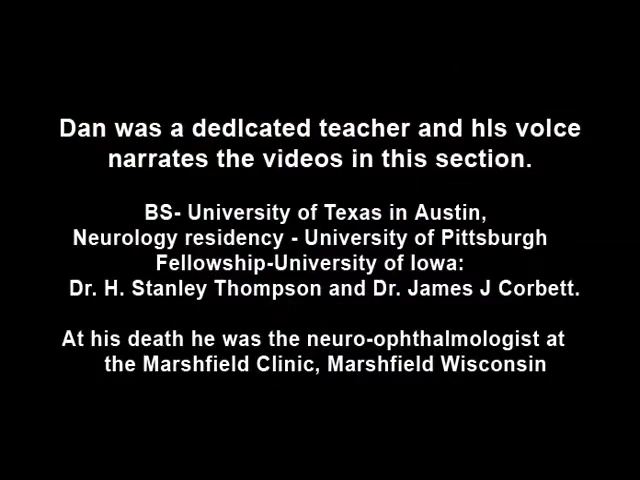 Dan was a dedicated teacher and his voice
narrates the videos in this section.
BS- University of Texas in Austin,
Neurology residency - University of Pittsburgh
Fellowship-University of Iowa:
Dr. H. Stanley Thompson and Dr. James J Corbett.
At his death he was the neuro-ophthalmologist at
the Marshfield Clinic, Marshfield Wisconsin